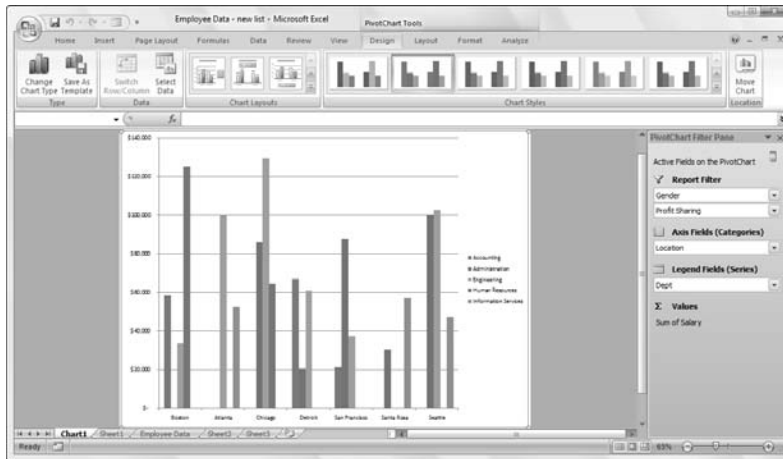 Employee Data - new list - Microsoft Excel
PivotChart Tools
Home Insert Page Layout Formulas Data Review View Design Layout Format Analyze
Change Chart Type
Save As Template
Switch Row/Column
Select Data
Move Chart
Type Data Chart Layouts Chart Styles Location
fx
PivotChart Filter Pane
Active Fields on the PivotChart
Report Filter
Gender
Profit Sharing
Axis Fields (Categories)
Location
Legend Fields (Series)
Dept
Σ Values
Sum of Salary
$140,000
$120,000
$100,000
$80,000
$60,000
$40,000
$20,000
$-
Boston Atlanta Chicago Detroit San Francisco Santa Rosa Seattle
Accounting
Administration
Engineering
Human Resources
Information Services
Chart1 Sheet1 Employee Data Sheet2 Sheet3
Ready
65%